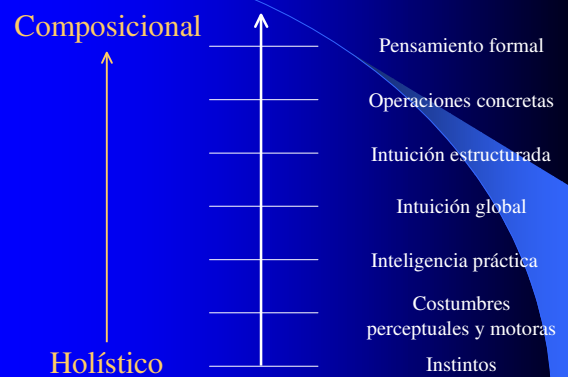 Composicional
Pensamiento formal
Operaciones concretas
Intuición estructurada
Intuición global
Inteligencia práctica
Costumbres
perceptuales y motoras
Holístico
Instintos